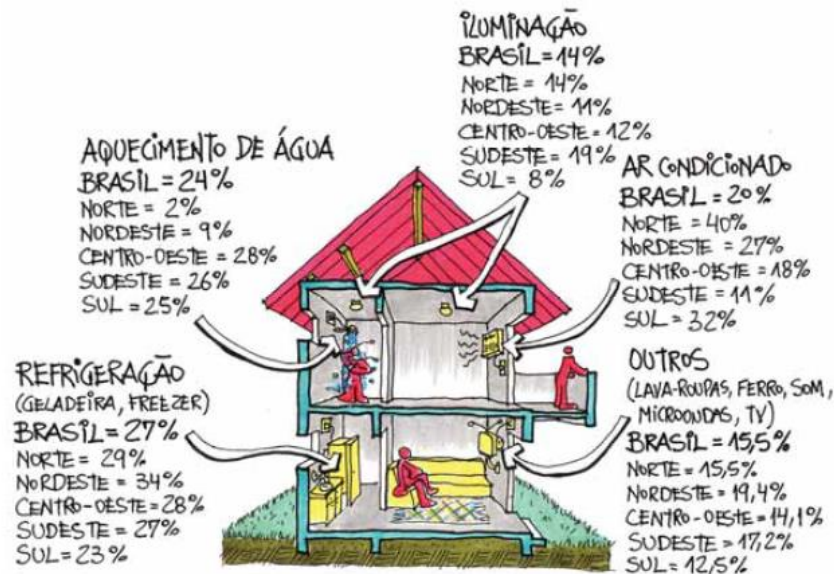 ILUMINAÇÃO
BRASIL = 14%
NORTE = 14%
NORDESTE = 11%
CENTRO-OESTE = 12%
SUDESTE = 19%
SUL = 8%
AQUECIMENTO DE ÁGUA
BRASIL = 24%
NORTE = 2%
NORDESTE = 9%
CENTRO-OESTE = 28%
SUDESTE = 26%
SUL = 25%
AR CONDICIONADO
BRASIL = 20%
NORTE = 40%
NORDESTE = 27%
CENTRO-OESTE = 18%
SUDESTE = 11%
SUL = 32%
REFRIGERAÇÃO
(GELADEIRA, FREEZER)
BRASIL = 27%
NORTE = 29%
NORDESTE = 34%
CENTRO-OESTE = 28%
SUDESTE = 27%
SUL = 23%
OUTROS
(LAVA-ROUPAS, FERRO, SOM,
MICROONDAS, TV)
BRASIL = 15,5%
NORTE = 15,5%
NORDESTE = 19,4%
CENTRO-OESTE = 14,1%
SUDESTE = 17,2%
SUL = 12,5%